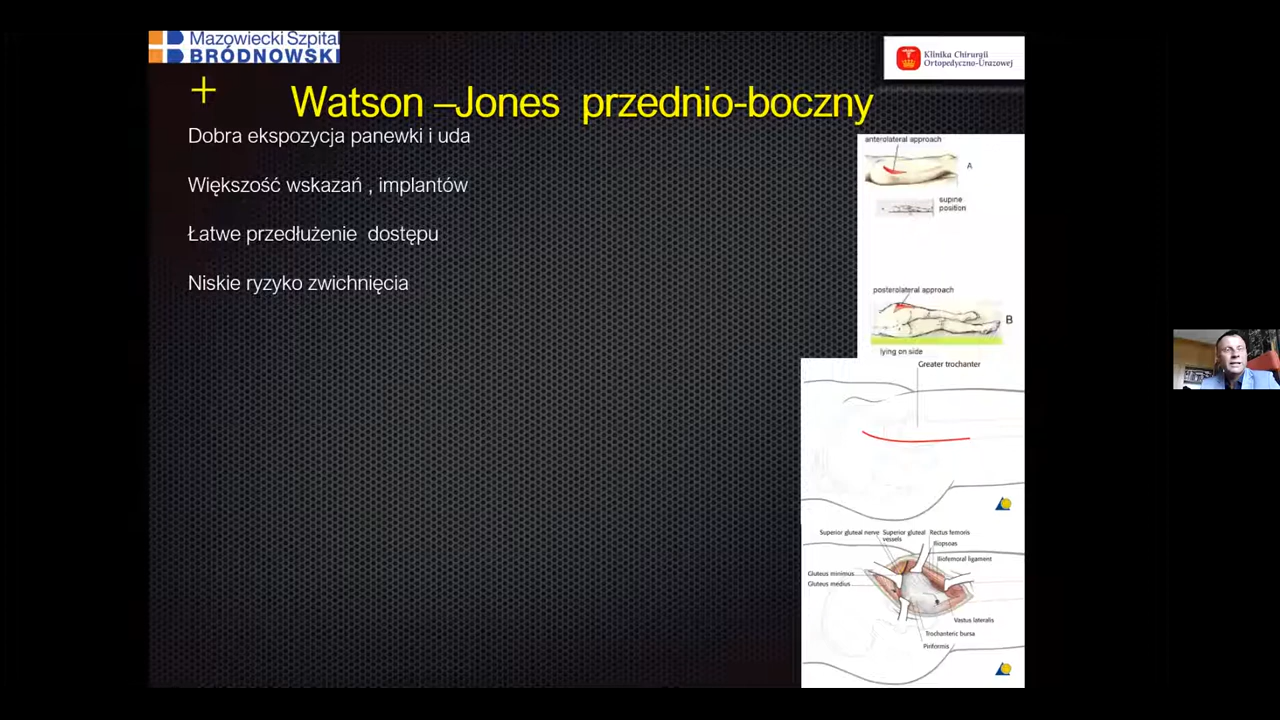 Mazowiecki Szpital
BRÓDNOWSKI
Klinika Chirurgii
Ortopedyczno-Urazowej
+
Watson –Jones przednio-boczny
Dobra ekspozycja panewki i uda
Większość wskazań , implantów
Łatwe przedłużenie dostępu
Niskie ryzyko zwichnięcia
anterolateral approach
A
supine
position
posterolateral approach
B
lying on side
Greater trochanter
Superior gluteal nerve
Superior gluteal
vessels
Rectus femoris
Iliopsoas
Iliofemoral ligament
Gluteus minimus
Gluteus medius
Vastus lateralis
Trochanteric bursa
Piriformis